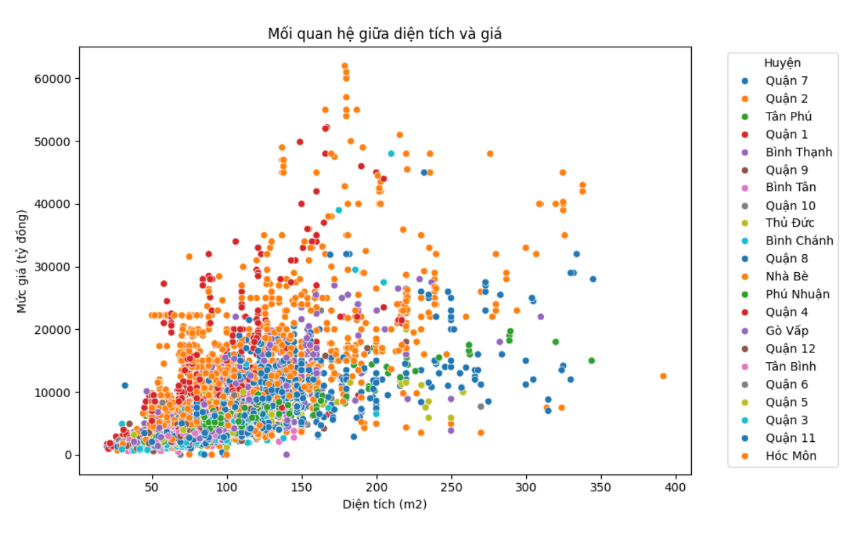 Mối quan hệ giữa diện tích và giá
Mức giá (tỷ đồng)
60000
50000
40000
30000
20000
10000
0
50
100
150
200
250
300
350
400
Diện tích (m2)
Huyện
Quận 7
Quận 2
Tân Phú
Quận 1
Bình Thạnh
Quận 9
Bình Tân
Quận 10
Thủ Đức
Bình Chánh
Quận 8
Nhà Bè
Phú Nhuận
Quận 4
Gò Vấp
Quận 12
Tân Bình
Quận 6
Quận 5
Quận 3
Quận 11
Hóc Môn